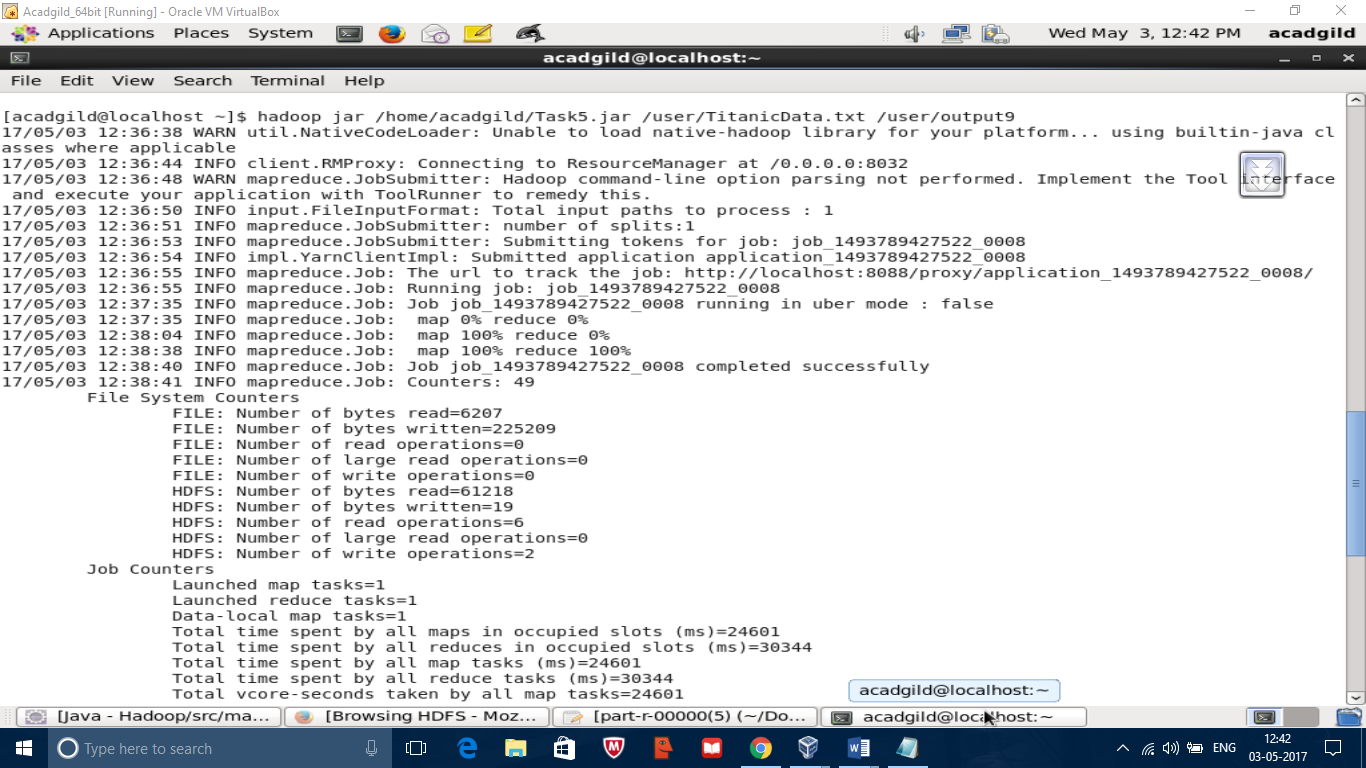 Acadgild_64bit [Running] - Oracle VM VirtualBox
Applications Places System Wed May 3, 12:42 PM acadgild
acadgild@localhost:~
File Edit View Search Terminal Help
[acadgild@localhost ~]$ hadoop jar /home/acadgild/Task5.jar /user/TitanicData.txt /user/output9
17/05/03 12:36:38 WARN util.NativeCodeLoader: Unable to load native-hadoop library for your platform... using builtin-java cl
asses where applicable
17/05/03 12:36:44 INFO client.RMProxy: Connecting to ResourceManager at /0.0.0.0:8032
17/05/03 12:36:48 WARN mapreduce.JobSubmitter: Hadoop command-line option parsing not performed. Implement the Tool interface
 and execute your application with ToolRunner to remedy this.
17/05/03 12:36:50 INFO input.FileInputFormat: Total input paths to process : 1
17/05/03 12:36:51 INFO mapreduce.JobSubmitter: number of splits:1
17/05/03 12:36:53 INFO mapreduce.JobSubmitter: Submitting tokens for job: job_1493789427522_0008
17/05/03 12:36:54 INFO impl.YarnClientImpl: Submitted application application_1493789427522_0008
17/05/03 12:36:55 INFO mapreduce.Job: The url to track the job: http://localhost:8088/proxy/application_1493789427522_0008/
17/05/03 12:36:55 INFO mapreduce.Job: Running job: job_1493789427522_0008
17/05/03 12:37:35 INFO mapreduce.Job: Job job_1493789427522_0008 running in uber mode : false
17/05/03 12:37:35 INFO mapreduce.Job:  map 0% reduce 0%
17/05/03 12:38:04 INFO mapreduce.Job:  map 100% reduce 0%
17/05/03 12:38:38 INFO mapreduce.Job:  map 100% reduce 100%
17/05/03 12:38:40 INFO mapreduce.Job: Job job_1493789427522_0008 completed successfully
17/05/03 12:38:41 INFO mapreduce.Job: Counters: 49
File System Counters
FILE: Number of bytes read=6207
FILE: Number of bytes written=225209
FILE: Number of read operations=0
FILE: Number of large read operations=0
FILE: Number of write operations=0
HDFS: Number of bytes read=61218
HDFS: Number of bytes written=19
HDFS: Number of read operations=6
HDFS: Number of large read operations=0
HDFS: Number of write operations=2
Job Counters
Launched map tasks=1
Launched reduce tasks=1
Data-local map tasks=1
Total time spent by all maps in occupied slots (ms)=24601
Total time spent by all reduces in occupied slots (ms)=30344
Total time spent by all map tasks (ms)=24601
Total time spent by all reduce tasks (ms)=30344
Total vcore-seconds taken by all map tasks=24601
acadgild@localhost:~
[Java - Hadoop/src/ma... [Browsing HDFS - Moz... [part-r-00000(5) (~/Do... acadgild@localhost:~
Type here to search ENG 12:42
03-05-2017